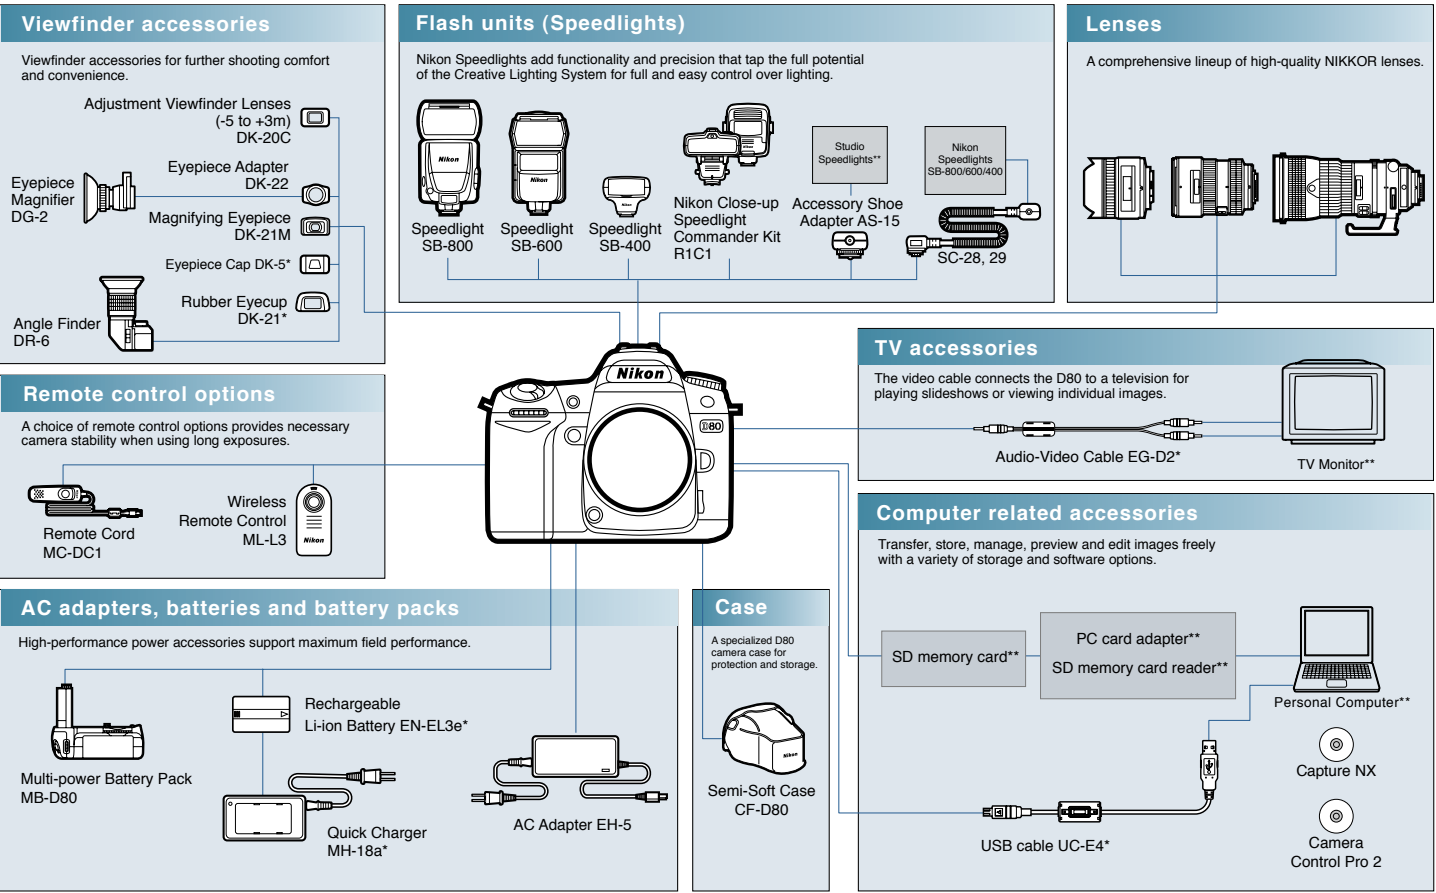 Viewfinder accessories
Viewfinder accessories for further shooting comfort
and convenience.
Adjustment Viewfinder Lenses
(-5 to +3m)
DK-20C
Eyepiece Adapter
DK-22
Eyepiece
Magnifier
DG-2
Magnifying Eyepiece
DK-21M
Eyepiece Cap DK-5*
Rubber Eyecup
DK-21*
Angle Finder
DR-6
Flash units (Speedlights)
Nikon Speedlights add functionality and precision that tap the full potential
of the Creative Lighting System for full and easy control over lighting.
Nikon
Speedlight
SB-800
Nikon
Speedlight
SB-600
Speedlight
SB-400
Nikon Close-up
Speedlight
Commander Kit
R1C1
Studio
Speedlights**
Accessory Shoe
Adapter AS-15
Nikon
Speedlights
SB-800/600/400
SC-28, 29
Lenses
A comprehensive lineup of high-quality NIKKOR lenses.
Nikon
D80
Remote control options
A choice of remote control options provides necessary
camera stability when using long exposures.
Remote Cord
MC-DC1
Wireless
Remote Control
ML-L3
Nikon
TV accessories
The video cable connects the D80 to a television for
playing slideshows or viewing individual images.
Audio-Video Cable EG-D2*
TV Monitor**
Computer related accessories
Transfer, store, manage, preview and edit images freely
with a variety of storage and software options.
SD memory card**
PC card adapter**
SD memory card reader**
Personal Computer**
Capture NX
Camera
Control Pro 2
USB cable UC-E4*
AC adapters, batteries and battery packs
High-performance power accessories support maximum field performance.
Multi-power Battery Pack
MB-D80
Rechargeable
Li-ion Battery EN-EL3e*
Quick Charger
MH-18a*
AC Adapter EH-5
Case
A specialized D80
camera case for
protection and storage.
Nikon
Semi-Soft Case
CF-D80